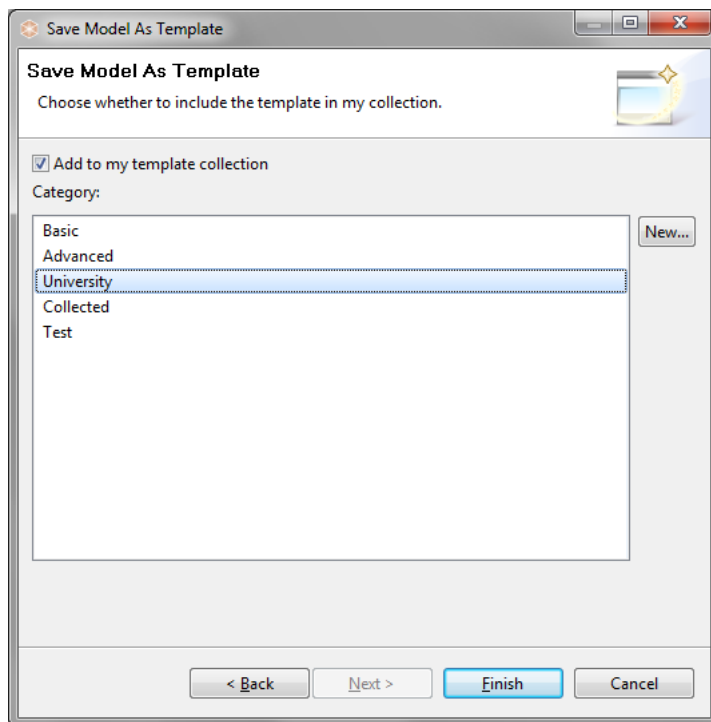 Save Model As Template
Save Model As Template
Choose whether to include the template in my collection.
Add to my template collection
Category:
Basic
New...
Advanced
University
Collected
Test
< Back
Next >
Finish
Cancel